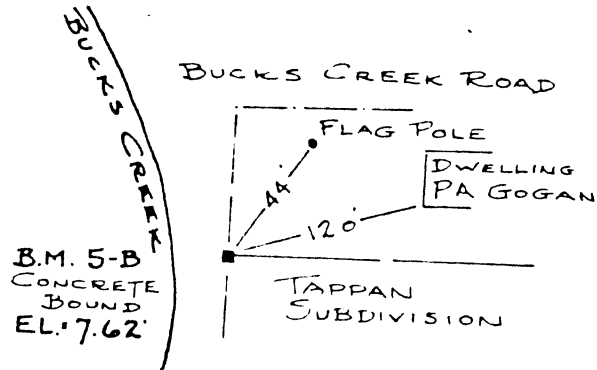 BUCKS CREEK
BUCKS CREEK ROAD
FLAG POLE
DWELLING
PA GOGAN
44'
120'
B.M. 5-B
CONCRETE
BOUND
EL.=7.62'
TAPPAN
SUBDIVISION